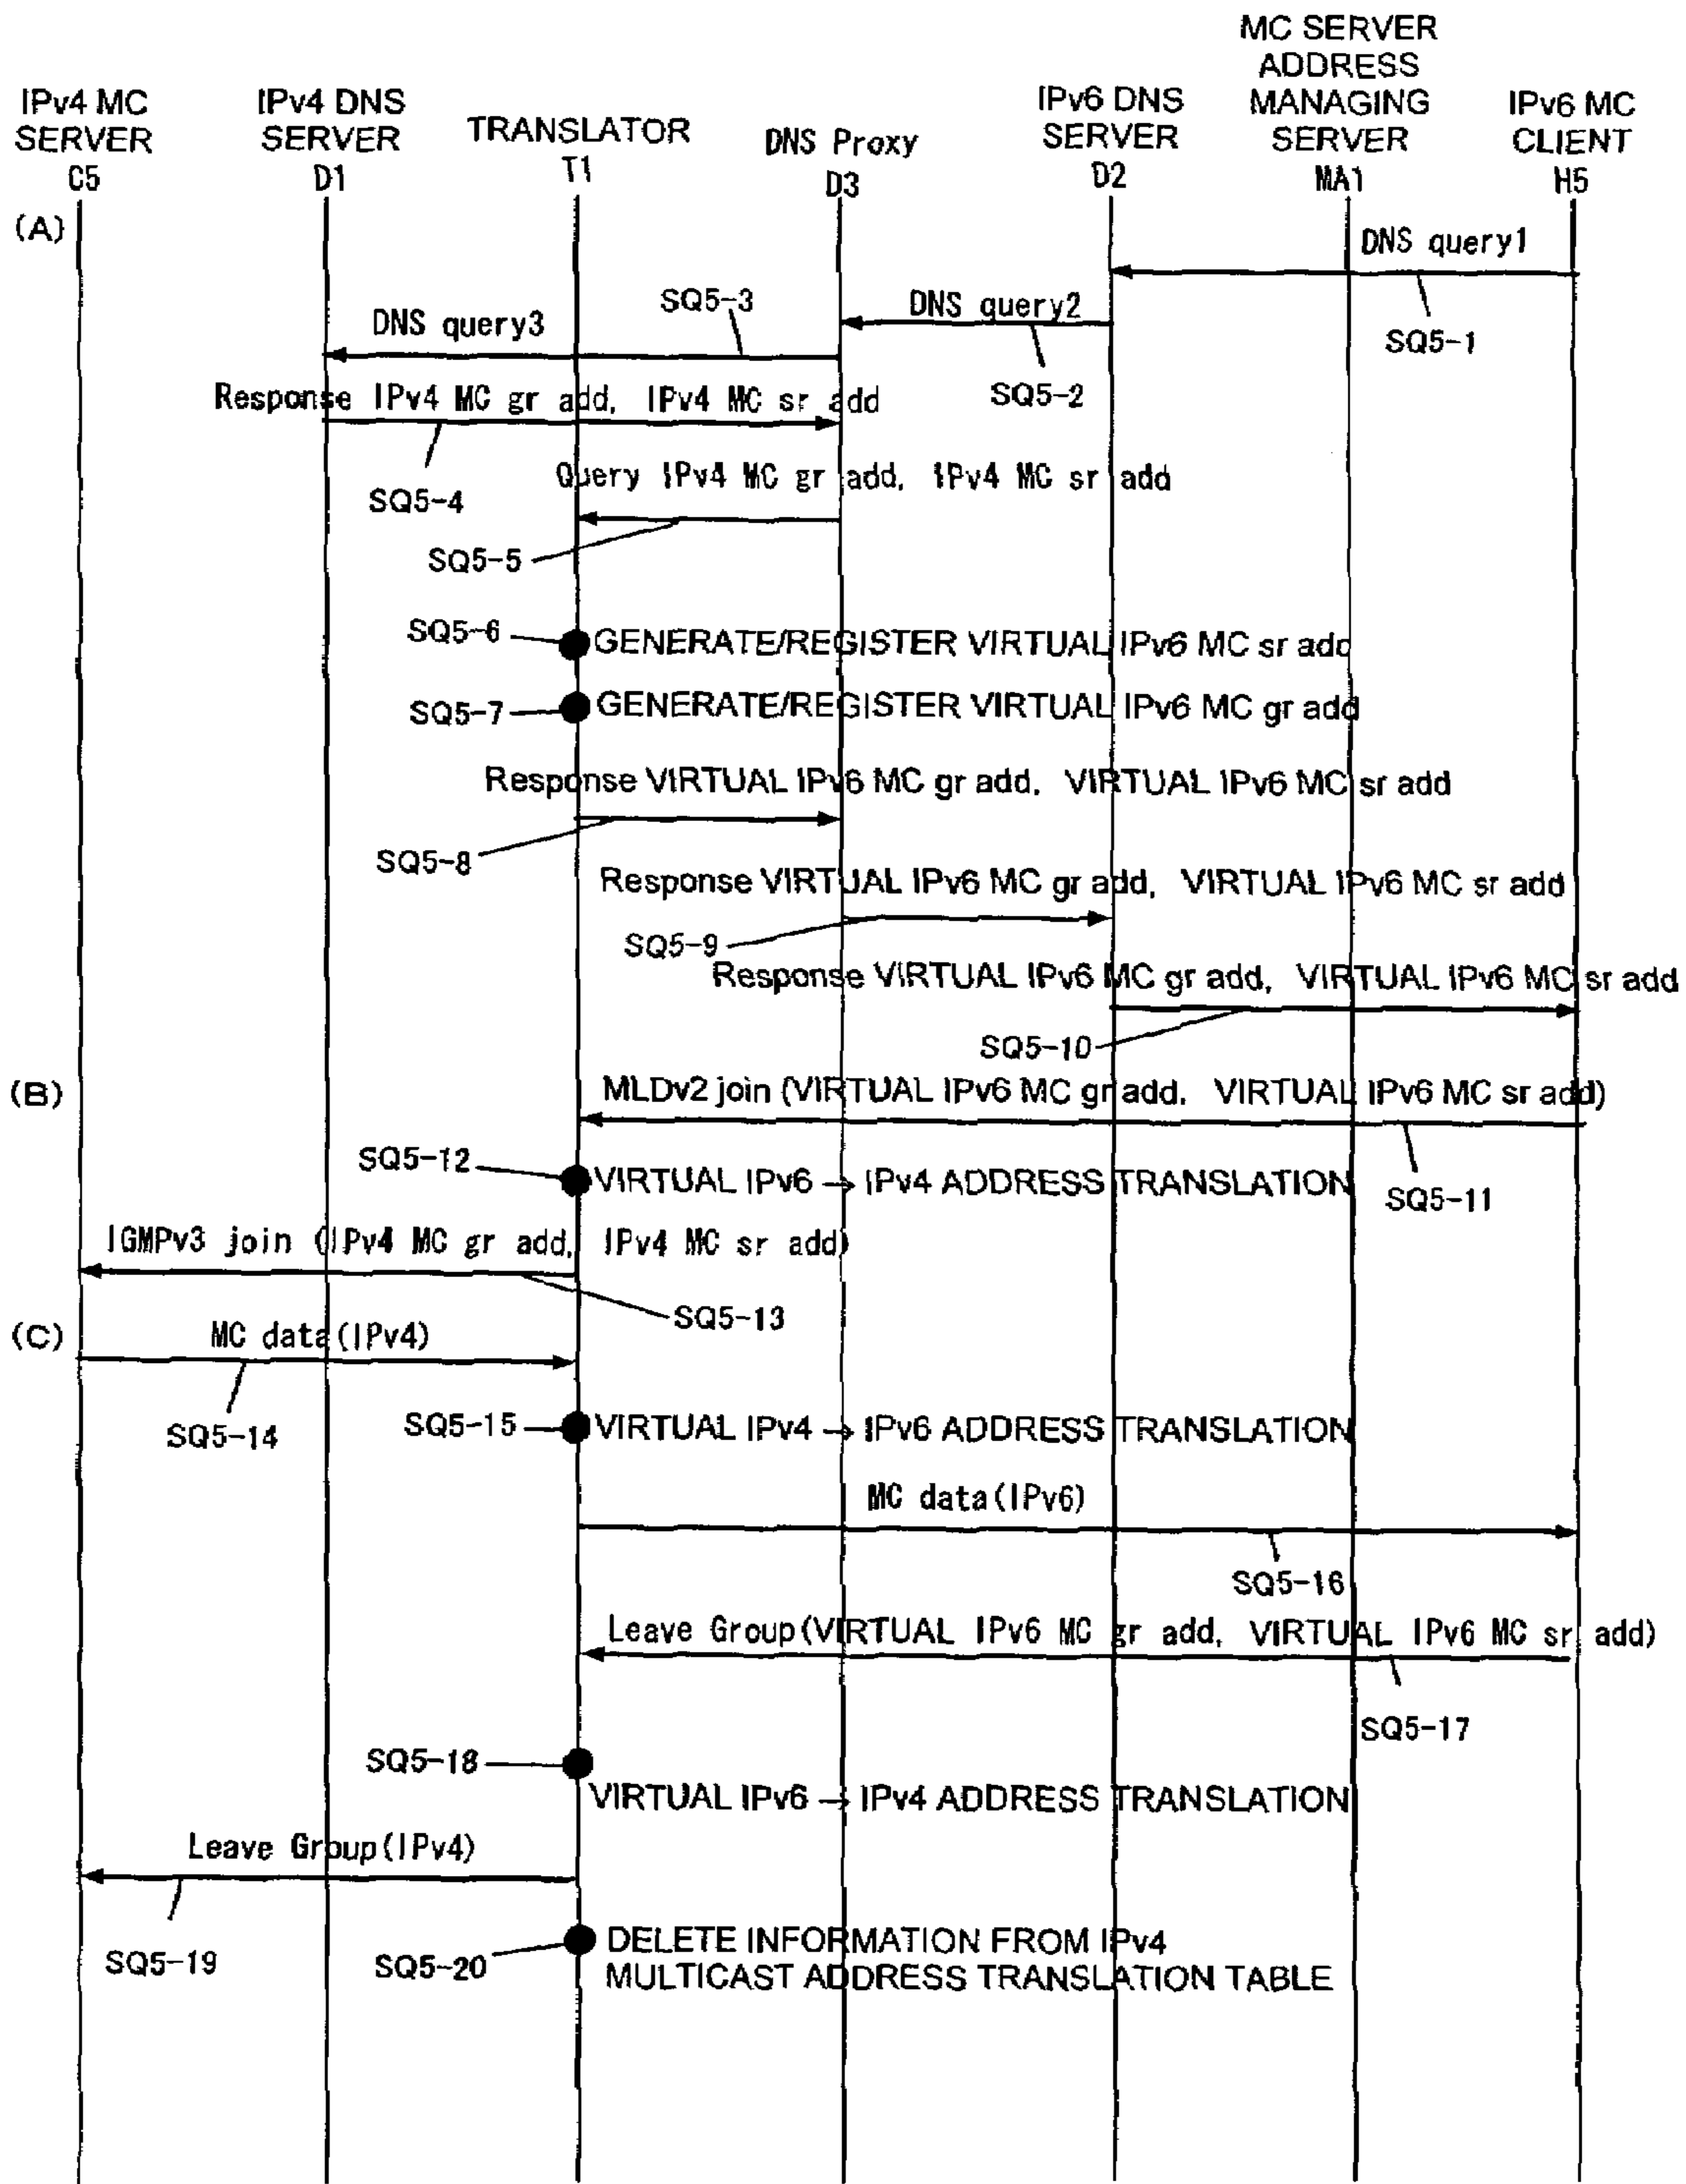 MC SERVER
ADDRESS
MANAGING
SERVER
MA1
IPv4 MC
SERVER
C5
IPv4 DNS
SERVER
D1
TRANSLATOR
T1
DNS Proxy
D3
IPv6 DNS
SERVER
D2
IPv6 MC
CLIENT
H5
(A)
DNS query1
SQ5-1
DNS query2
SQ5-2
SQ5-3
DNS query3
Response IPv4 MC gr add, IPv4 MC sr add
SQ5-4
Query IPv4 MC gr add, IPv4 MC sr add
SQ5-5
SQ5-6
GENERATE/REGISTER VIRTUAL IPv6 MC sr add
SQ5-7
GENERATE/REGISTER VIRTUAL IPv6 MC gr add
Response VIRTUAL IPv6 MC gr add, VIRTUAL IPv6 MC sr add
SQ5-8
Response VIRTUAL IPv6 MC gr add, VIRTUAL IPv6 MC sr add
SQ5-9
Response VIRTUAL IPv6 MC gr add, VIRTUAL IPv6 MC sr add
SQ5-10
(B)
MLDv2 join (VIRTUAL IPv6 MC gr add, VIRTUAL IPv6 MC sr add)
SQ5-11
SQ5-12
VIRTUAL IPv6 → IPv4 ADDRESS TRANSLATION
IGMPv3 join (IPv4 MC gr add, IPv4 MC sr add)
SQ5-13
(C)
MC data(IPv4)
SQ5-14
SQ5-15
VIRTUAL IPv4 → IPv6 ADDRESS TRANSLATION
MC data(IPv6)
SQ5-16
Leave Group(VIRTUAL IPv6 MC gr add, VIRTUAL IPv6 MC sr add)
SQ5-17
SQ5-18
VIRTUAL IPv6 → IPv4 ADDRESS TRANSLATION
Leave Group(IPv4)
SQ5-19
SQ5-20
DELETE INFORMATION FROM IPv4
MULTICAST ADDRESS TRANSLATION TABLE